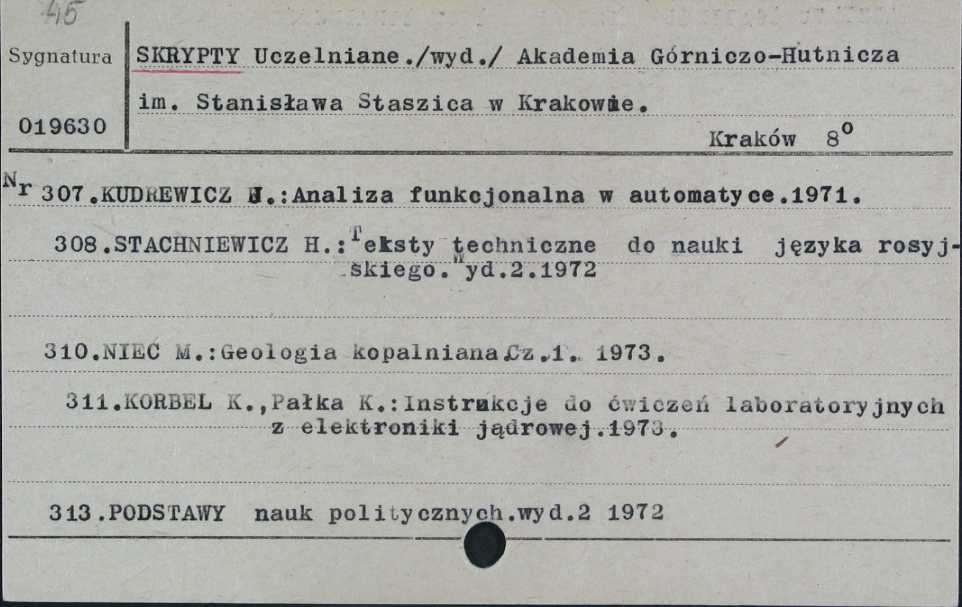 45
Sygnatura SKRYPTY Uczelniane./wyd./ Akademia Górniczo-Hutnicza
im. Stanisława Staszica w Krakowie.
019630
Kraków 8⁰
Nr 307.KUDREWICZ J.:Analiza funkcjonalna w automatyce.1971.
308.STACHNIEWICZ H.:Teksty techniczne do nauki języka rosyj-
skiego.Wyd.2.1972
310.NIEĆ M.:Geologia kopalniana.Cz.1. 1973.
311.KORBEL K.,Pałka K.:Instrukcje do ćwiczeń laboratoryjnych
z elektroniki jądrowej.1973.
313.PODSTAWY nauk politycznych.wyd.2 1972